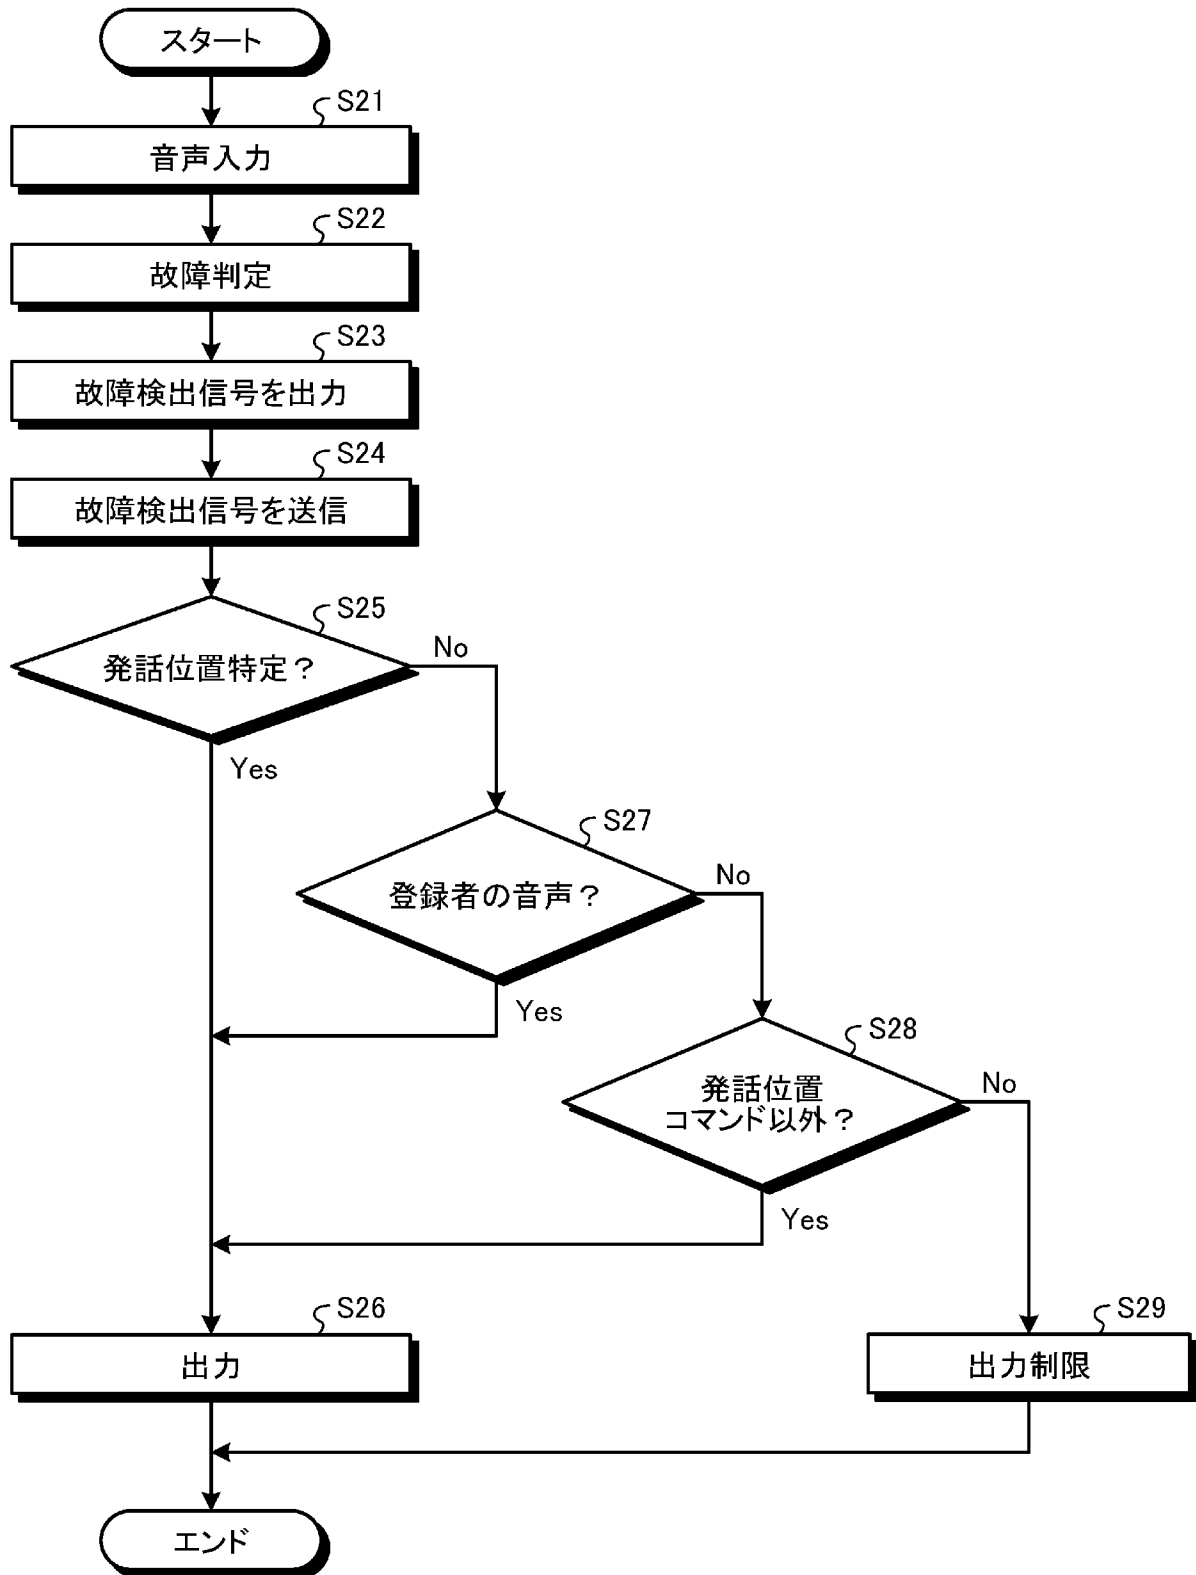 スタート
S21
音声入力
S22
故障判定
S23
故障検出信号を出力
S24
故障検出信号を送信
S25
発話位置特定？
No
Yes
S27
登録者の音声？
No
Yes
S28
発話位置
コマンド以外？
No
Yes
S26
出力
S29
出力制限
エンド